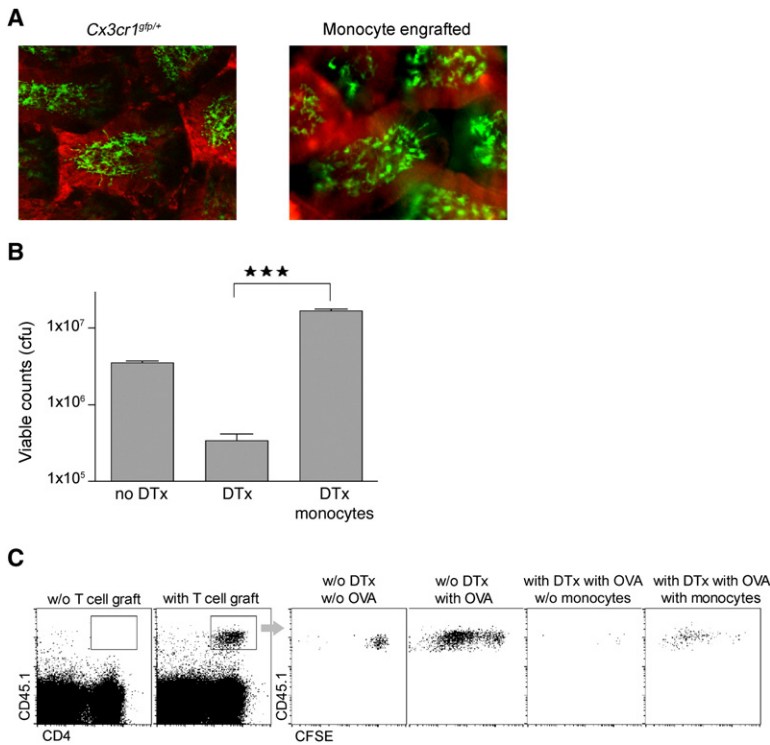 A
Cx3cr1gfp/+
Monocyte engrafted
B
★★★
Viable counts (cfu)
1x10⁷
1x10⁶
1x10⁵
no DTx
DTx
DTx
monocytes
C
w/o T cell graft
with T cell graft
w/o DTx
w/o OVA
w/o DTx
with OVA
with DTx with OVA
w/o monocytes
with DTx with OVA
with monocytes
CD45.1
CD4
CD45.1
CFSE